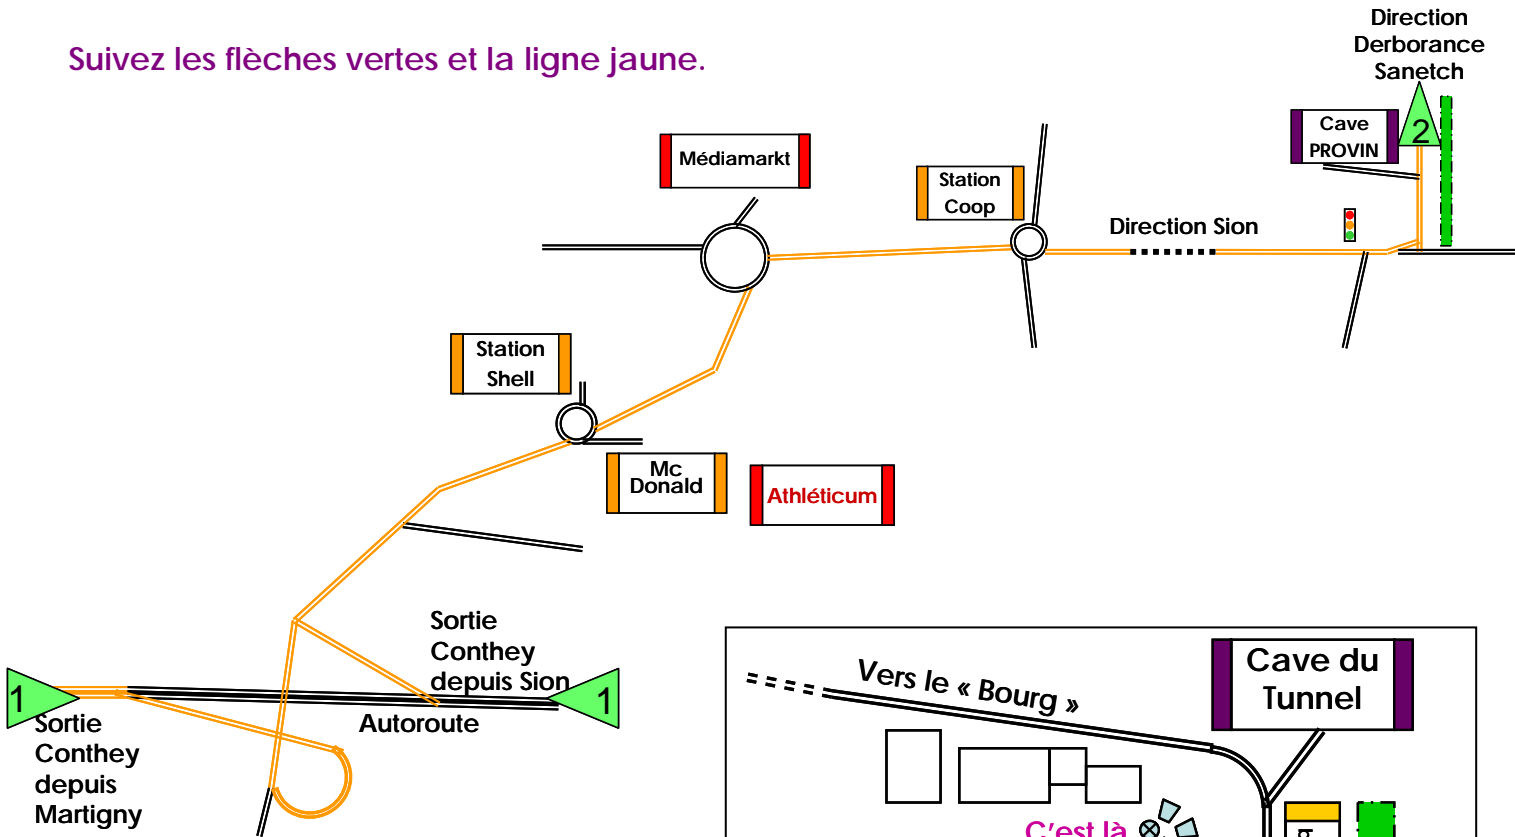 Suivez les flèches vertes et la ligne jaune.
Direction
Derborance
Sanetch
2
Cave
PROVIN
Médiamarkt
Station
Coop
Direction Sion
Station
Shell
Mc
Donald
Athléticum
Sortie
Conthey
depuis Sion
1
1
Autoroute
Sortie
Conthey
depuis
Martigny
Cave du
Tunnel
Vers le « Bourg »
C'est là